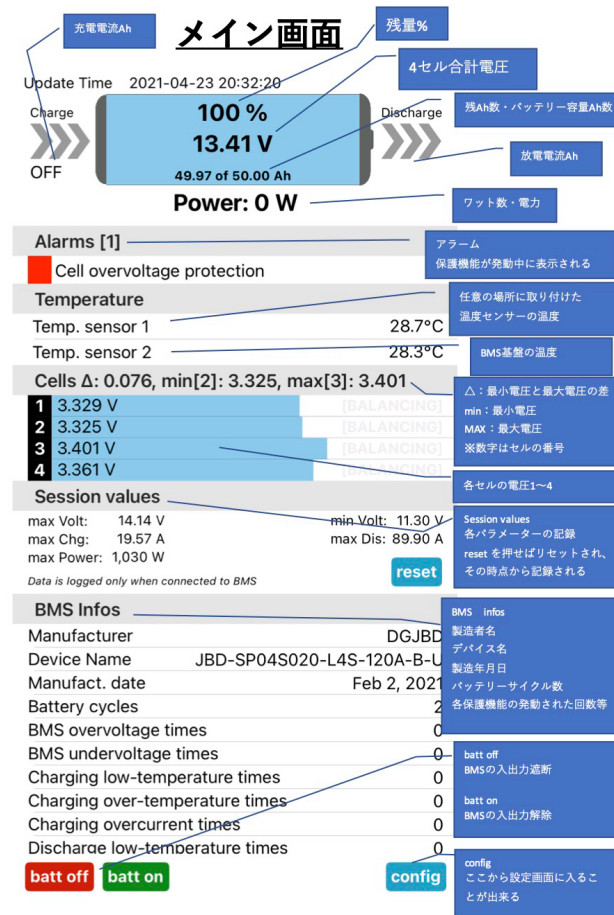 充電電流Ah
メイン画面
残量%
4セル合計電圧
Update Time 2021-04-23 20:32:20
Charge
100 %
Discharge
残Ah数・バッテリー容量Ah数
13.41 V
OFF
49.97 of 50.00 Ah
放電電流Ah
Power: 0 W
ワット数・電力
Alarms [1]
アラーム
保護機能が発動中に表示される
Cell overvoltage protection
Temperature
任意の場所に取り付けた
温度センサーの温度
Temp. sensor 1 28.7°C
Temp. sensor 2 28.3°C
BMS基盤の温度
Cells Δ: 0.076, min[2]: 3.325, max[3]: 3.401
△：最小電圧と最大電圧の差
min：最小電圧
MAX：最大電圧
※数字はセルの番号
1 3.329 V [BALANCING]
2 3.325 V [BALANCING]
3 3.401 V [BALANCING]
4 3.361 V [BALANCING]
各セルの電圧1～4
Session values
max Volt: 14.14 V min Volt: 11.30 V
max Chg: 19.57 A max Dis: 89.90 A
max Power: 1,030 W
Data is logged only when connected to BMS
reset
Session values
各パラメーターの記録
reset を押せばリセットされ、
その時点から記録される
BMS Infos
Manufacturer DGJBD
Device Name JBD-SP04S020-L4S-120A-B-U
Manufact. date Feb 2, 2021
Battery cycles 2
BMS overvoltage times 0
BMS undervoltage times 0
Charging low-temperature times 0
Charging over-temperature times 0
Charging overcurrent times 0
Discharge low-temperature times 0
BMS infos
製造者名
デバイス名
製造年月日
バッテリーサイクル数
各保護機能の発動された回数等
batt off
BMSの入出力遮断
batt on
BMSの入出力解除
batt off batt on config
config
ここから設定画面に入るこ
とが出来る